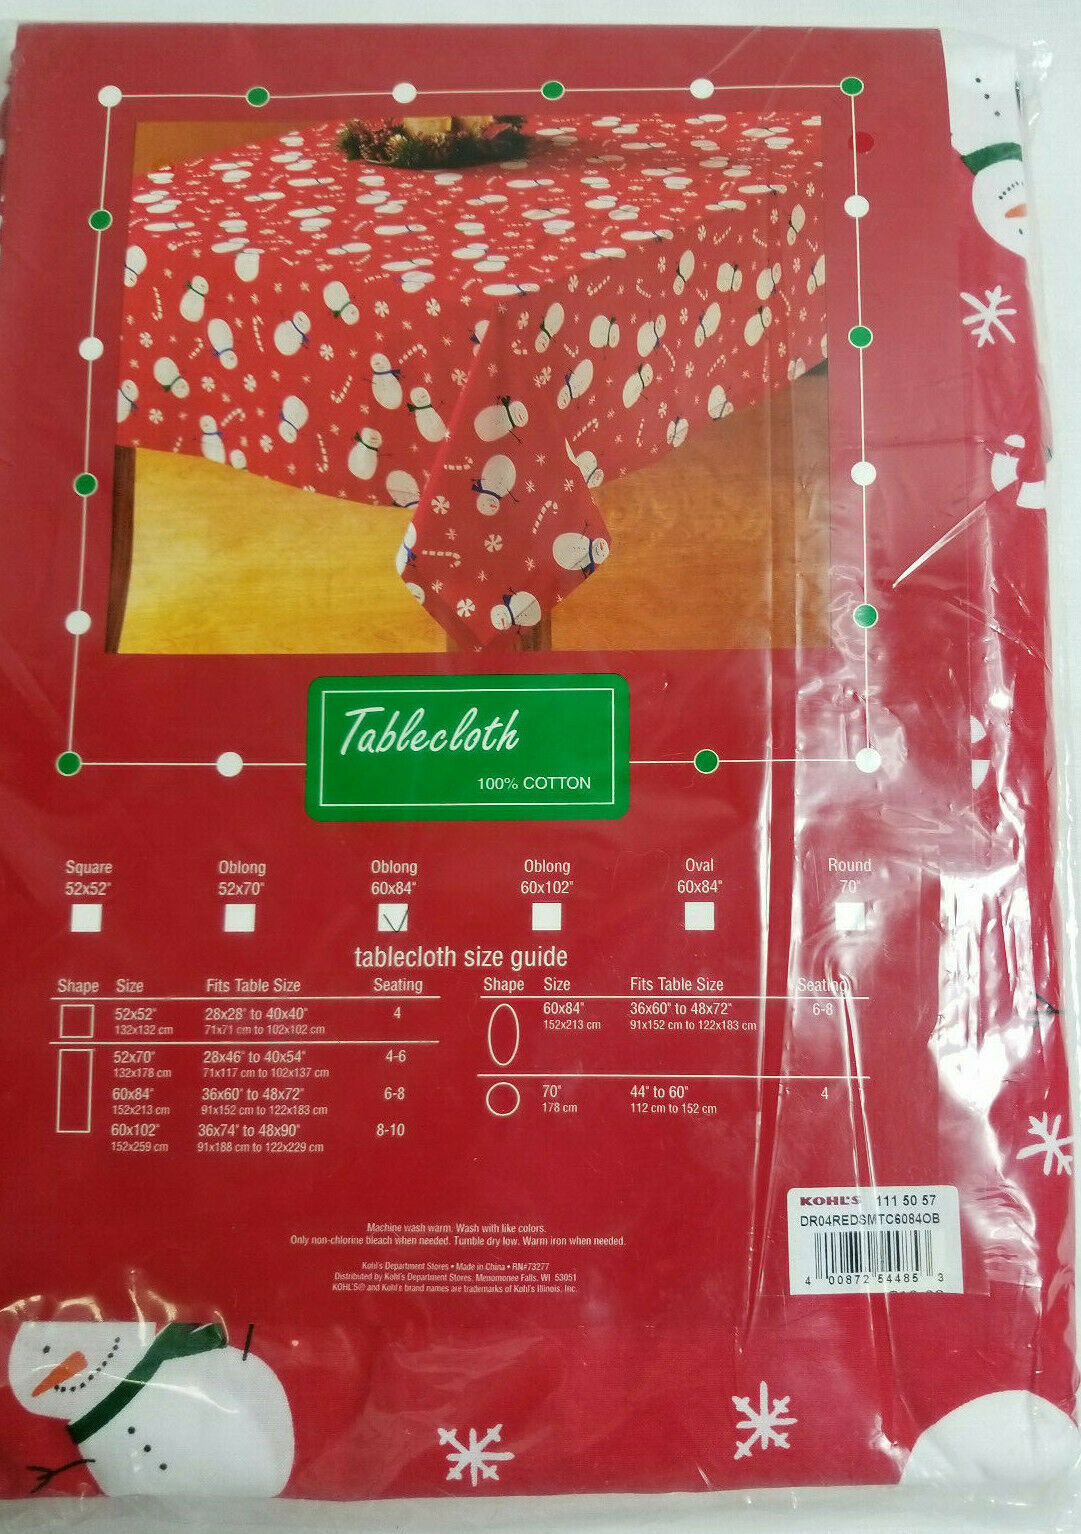 Tablecloth
100% COTTON
Square Oblong Oblong Oblong Oval Round
52x52" 52x70" 60x84" 60x102" 60x84" 70"
tablecloth size guide
Shape Size Fits Table Size Seating
52x52" 28x28" to 40x40" 4
132x132 cm 71x71 cm to 102x102 cm
52x70" 28x46" to 40x54" 4-6
132x178 cm 71x117 cm to 102x137 cm
60x84" 36x60" to 48x72" 6-8
152x213 cm 91x152 cm to 122x183 cm
60x102" 36x74" to 48x90" 8-10
152x259 cm 91x188 cm to 122x229 cm
Shape Size Fits Table Size Seating
60x84" 36x60" to 48x72" 6-8
152x213 cm 91x152 cm to 122x183 cm
70" 44" to 60" 4
178 cm 112 cm to 152 cm
Machine wash warm. Wash with like colors.
Only non-chlorine bleach when needed. Tumble dry low. Warm iron when needed.
Kohl's Department Stores • Made in China • RN#73277
Distributed by Kohl's Department Stores, Menomonee Falls, WI 53051
KOHL'S® and Kohl's brand names are trademarks of Kohl's Illinois, Inc.
KOHL'S 111 50 57
DR04REDSMTC6084OB
4 00872 54485 3